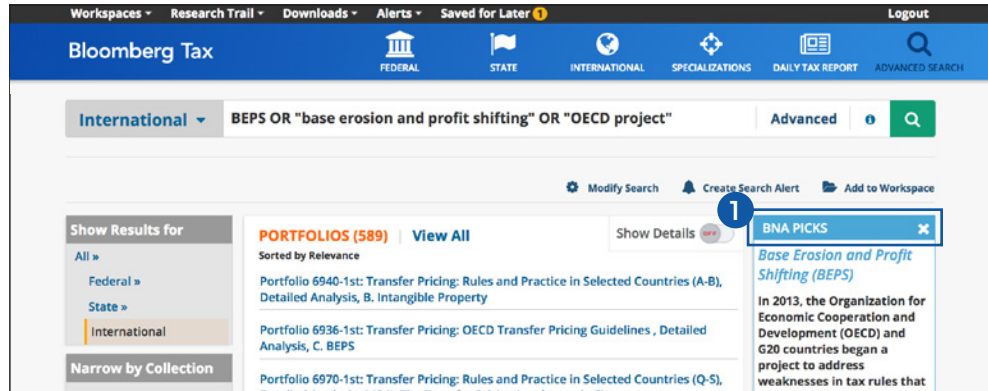 Workspaces Research Trail Downloads Alerts Saved for Later 1 Logout
Bloomberg Tax
FEDERAL STATE INTERNATIONAL SPECIALIZATIONS DAILY TAX REPORT ADVANCED SEARCH
International BEPS OR "base erosion and profit shifting" OR "OECD project" Advanced
Modify Search Create Search Alert Add to Workspace
1
Show Results for
All »
Federal »
State »
International
Narrow by Collection
PORTFOLIOS (589) | View All
Show Details OFF
Sorted by Relevance
Portfolio 6940-1st: Transfer Pricing: Rules and Practice in Selected Countries (A-B),
Detailed Analysis, B. Intangible Property
Portfolio 6936-1st: Transfer Pricing: OECD Transfer Pricing Guidelines , Detailed
Analysis, C. BEPS
Portfolio 6970-1st: Transfer Pricing: Rules and Practice in Selected Countries (Q-S),
BNA PICKS
Base Erosion and Profit
Shifting (BEPS)
In 2013, the Organization for
Economic Cooperation and
Development (OECD) and
G20 countries began a
project to address
weaknesses in tax rules that